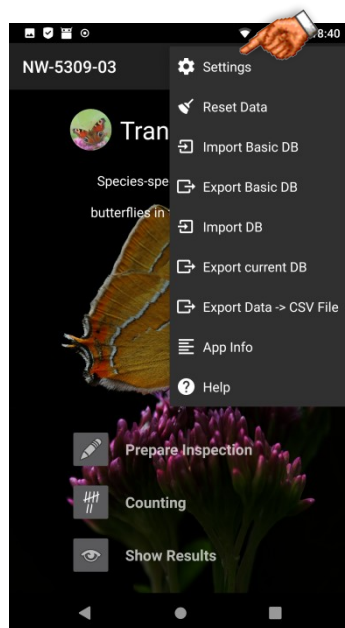 8:40
NW-5309-03
Settings
Reset Data
Tran
Import Basic DB
Species-spe
Export Basic DB
butterflies in
Import DB
Export current DB
Export Data -> CSV File
App Info
Help
Prepare Inspection
Counting
Show Results